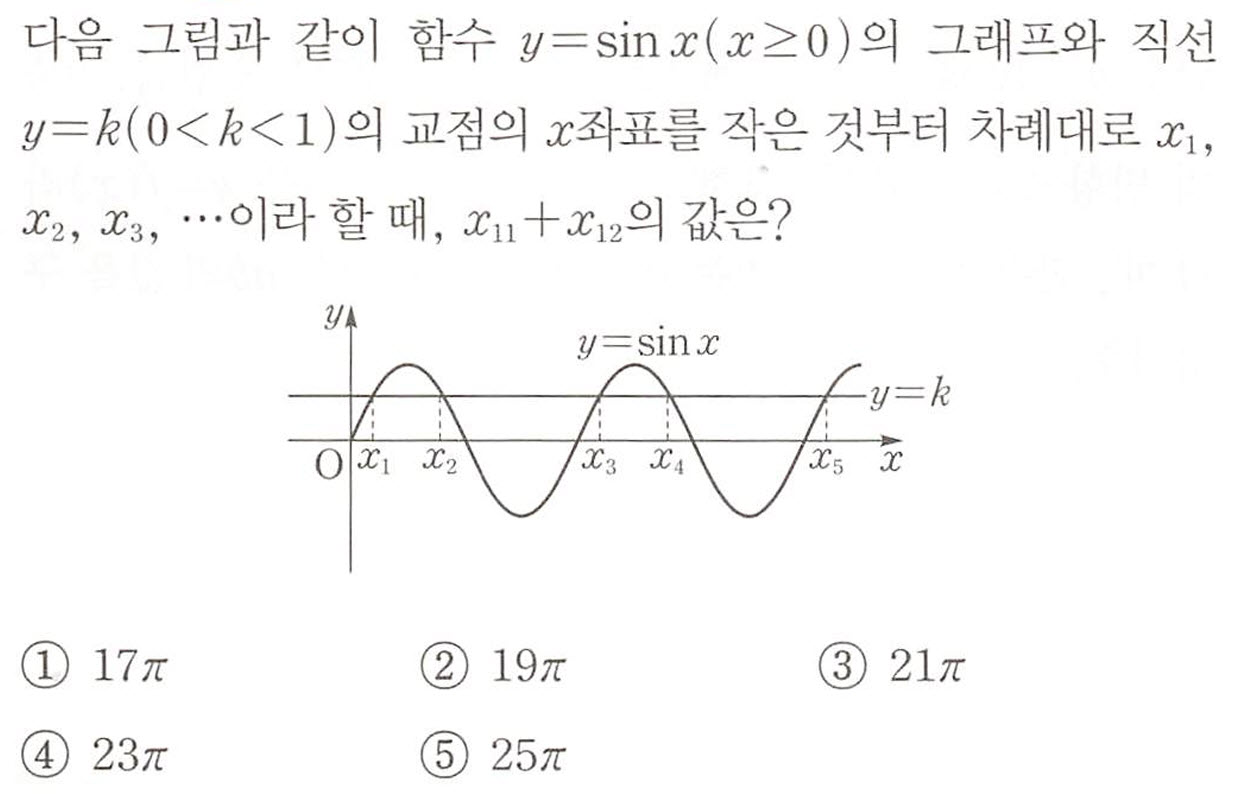 다음 그림과 같이 함수 y=sin x(x≥0)의 그래프와 직선
y=k(0<k<1)의 교점의 x좌표를 작은 것부터 차례대로 x₁,
x₂, x₃, ⋯이라 할 때, x₁₁+x₁₂의 값은?
y
y=sin x
y=k
O x₁ x₂ x₃ x₄ x₅ x
① 17π ② 19π ③ 21π
④ 23π ⑤ 25π